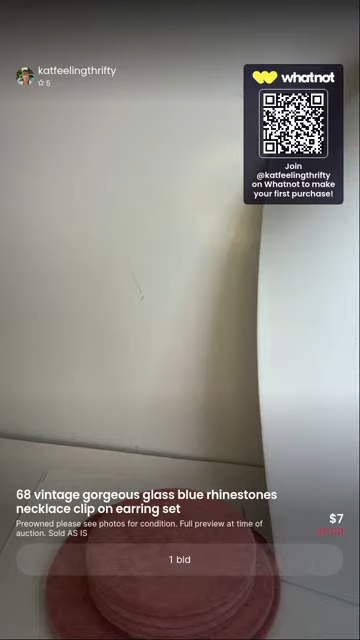 katfeelingthrifty
☆ 5
whatnot
Join
@katfeelingthrifty
on Whatnot to make
your first purchase!
68 vintage gorgeous glass blue rhinestones
necklace clip on earring set
$7
Preowned please see photos for condition. Full preview at time of
auction. Sold AS IS
1 bid